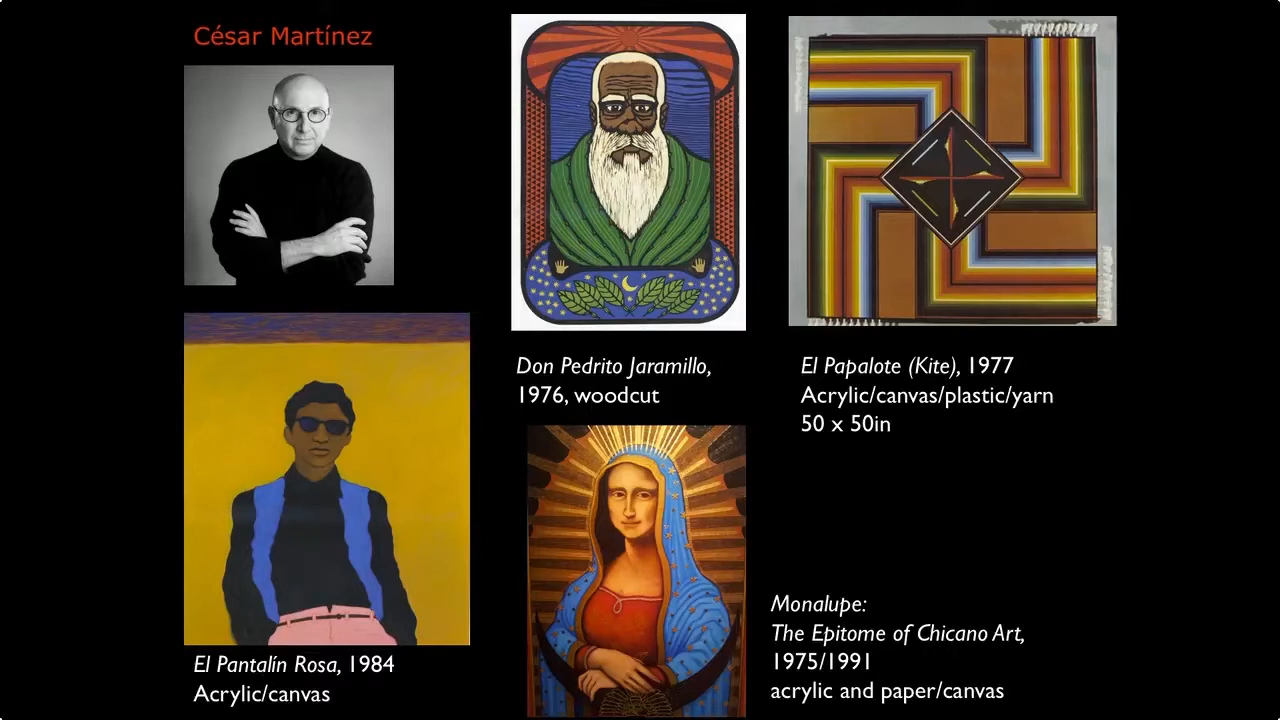 César Martínez
Don Pedrito Jaramillo,
1976, woodcut
El Papalote (Kite), 1977
Acrylic/canvas/plastic/yarn
50 x 50in
El Pantalín Rosa, 1984
Acrylic/canvas
Monalupe:
The Epitome of Chicano Art,
1975/1991
acrylic and paper/canvas